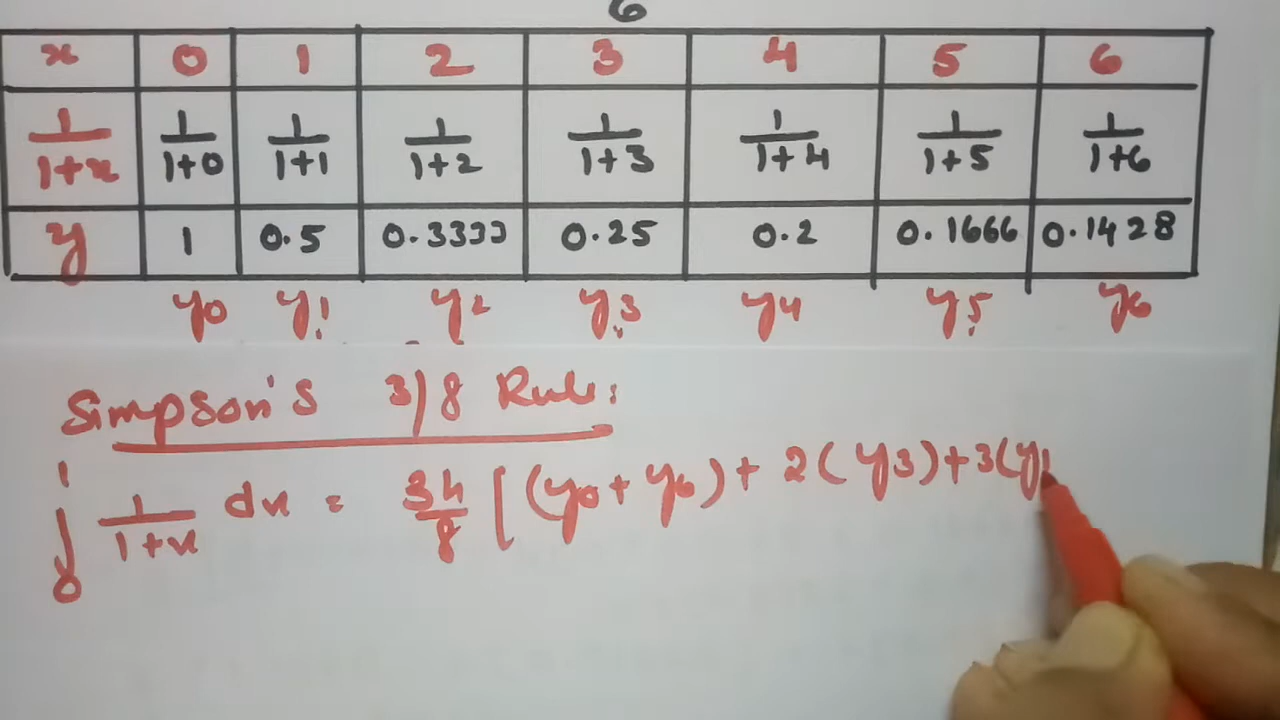 6
x 0 1 2 3 4 5 6
1/(1+x) 1/(1+0) 1/(1+1) 1/(1+2) 1/(1+3) 1/(1+4) 1/(1+5) 1/(1+6)
y 1 0.5 0.3333 0.25 0.2 0.1666 0.1428
y0 y1 y2 y3 y4 y5 y6
Simpson's 3/8 Rule:
∫₀¹ 1/(1+x) dx = 3h/8 [(y0 + y6) + 2(y3) + 3(y1